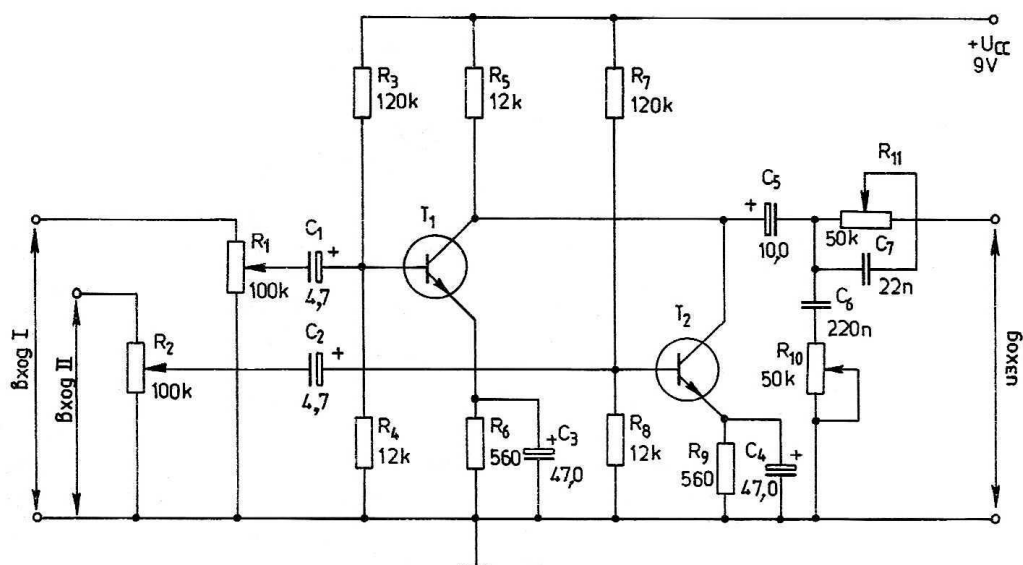 + UCC
9V
R3
120k
R5
12k
R7
120k
R11
50k
C5
+
10,0
C7
22n
T1
R1
100k
C1
+
4,7
C6
220n
T2
R2
100k
C2
+
4,7
R10
50k
Вход I
Вход II
изход
R4
12k
R6
560
+
C3
47,0
R8
12k
R9
560
C4
+
47,0